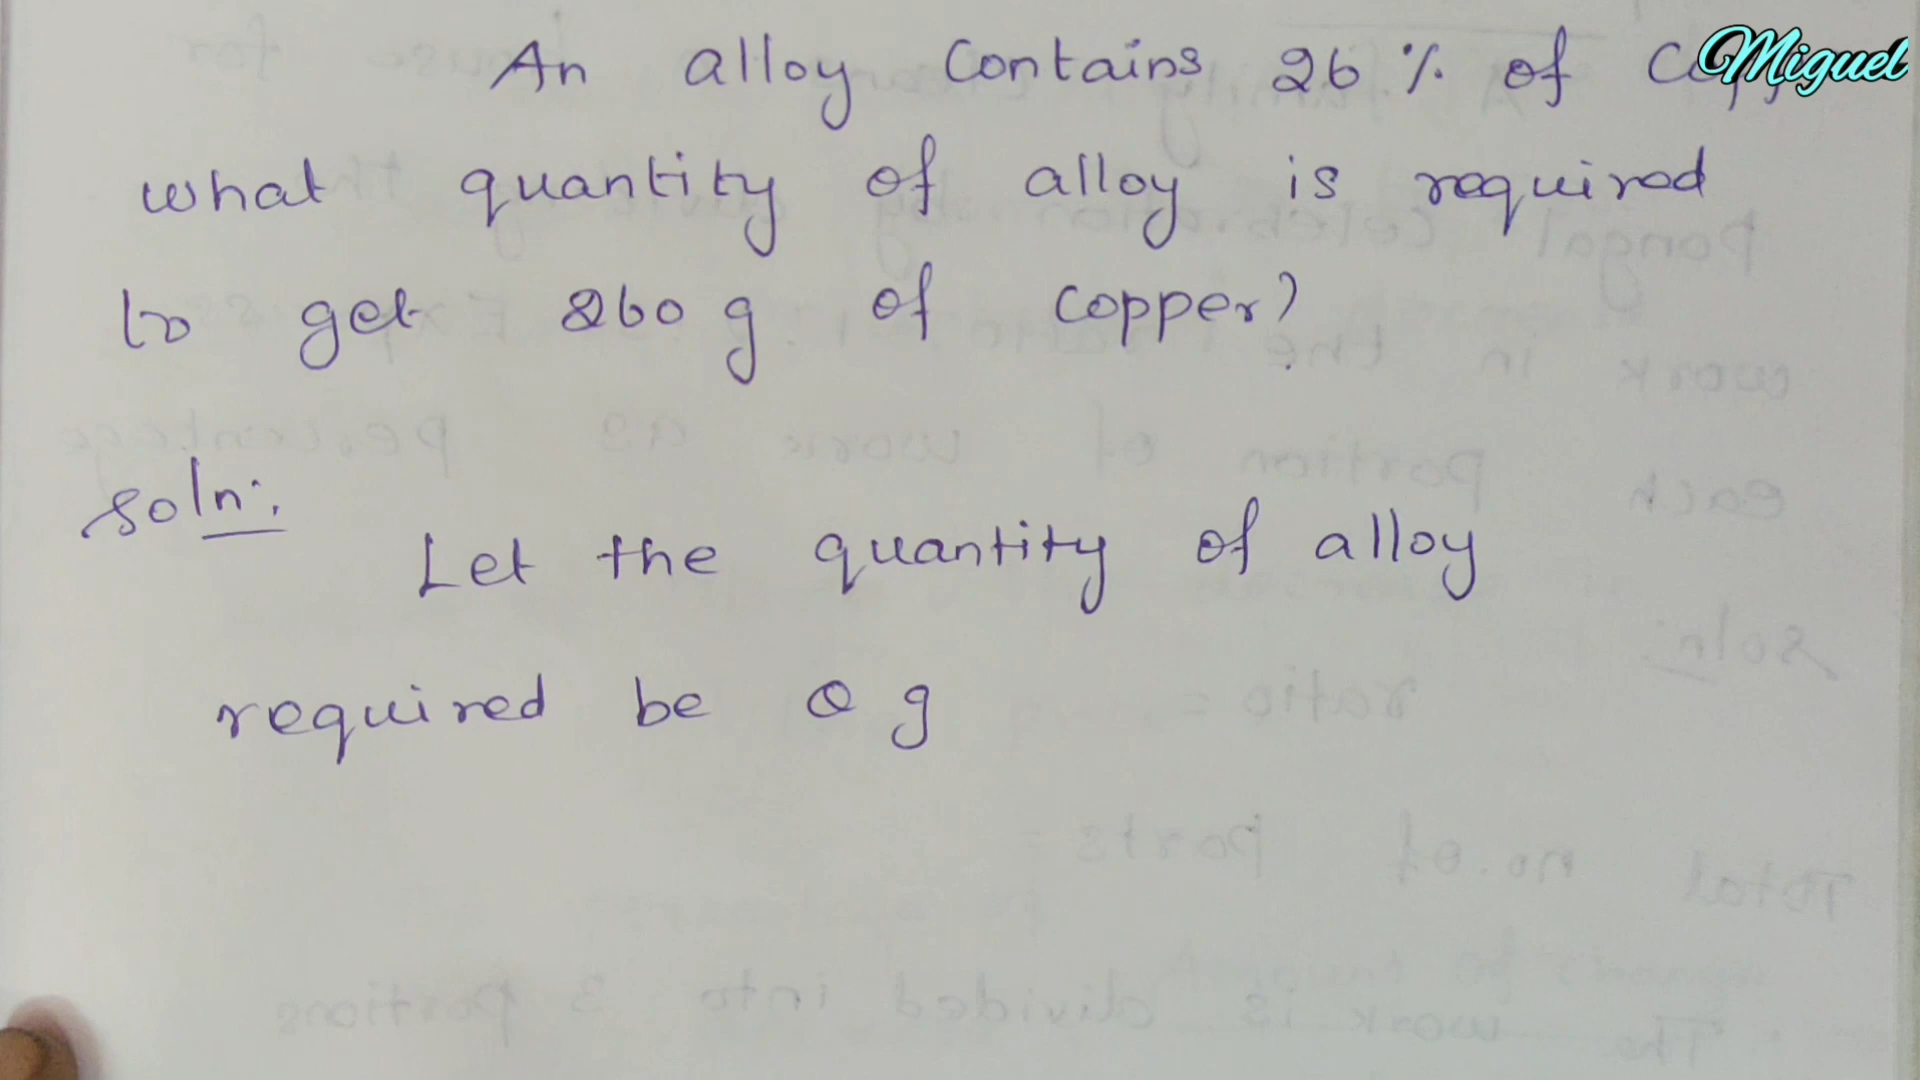 An alloy contains 26 % of
Miguel
what quantity of alloy is required
to get 260 g of copper?
soln:
Let the quantity of alloy
required be Q g